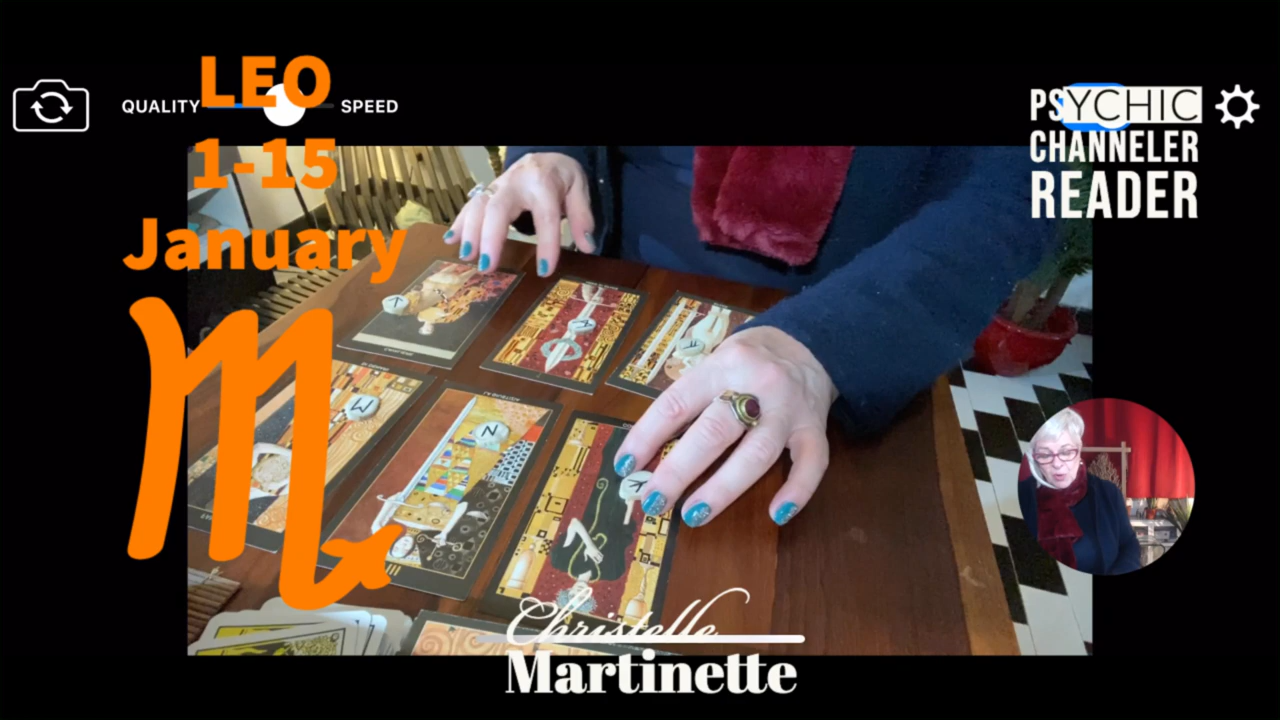 LEO
1-15
January
QUALITY
SPEED
PSYCHIC
CHANNELER
READER
Christelle
Martinette